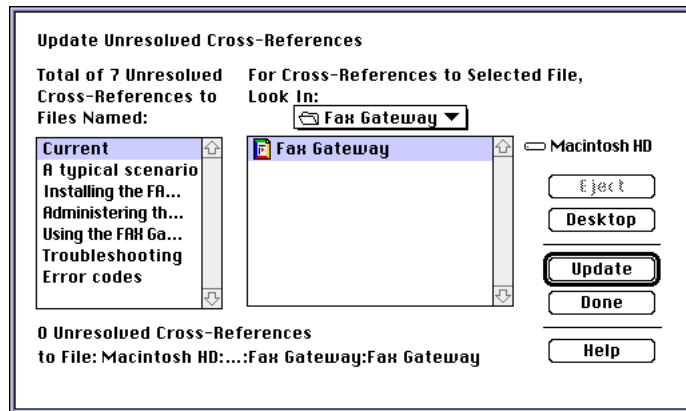 Update Unresolved Cross-References
Total of 7 Unresolved
Cross-References to
Files Named:
For Cross-References to Selected File,
Look In:
Fax Gateway
Current
A typical scenario
Installing the FA...
Administering th...
Using the FAX Ga...
Troubleshooting
Error codes
Fax Gateway
Macintosh HD
Eject
Desktop
Update
Done
Help
0 Unresolved Cross-References
to File: Macintosh HD:...:Fax Gateway:Fax Gateway